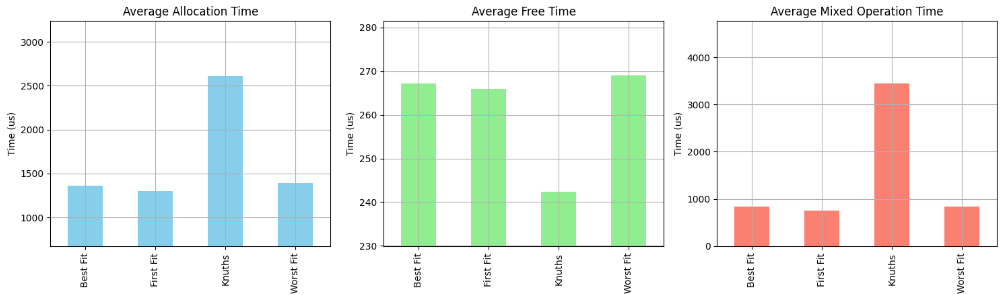 Average Allocation Time
Time (us)
3000
2500
2000
1500
1000
Best Fit
First Fit
Knuths
Worst Fit
Average Free Time
Time (us)
280
270
260
250
240
230
Best Fit
First Fit
Knuths
Worst Fit
Average Mixed Operation Time
Time (us)
4000
3000
2000
1000
0
Best Fit
First Fit
Knuths
Worst Fit